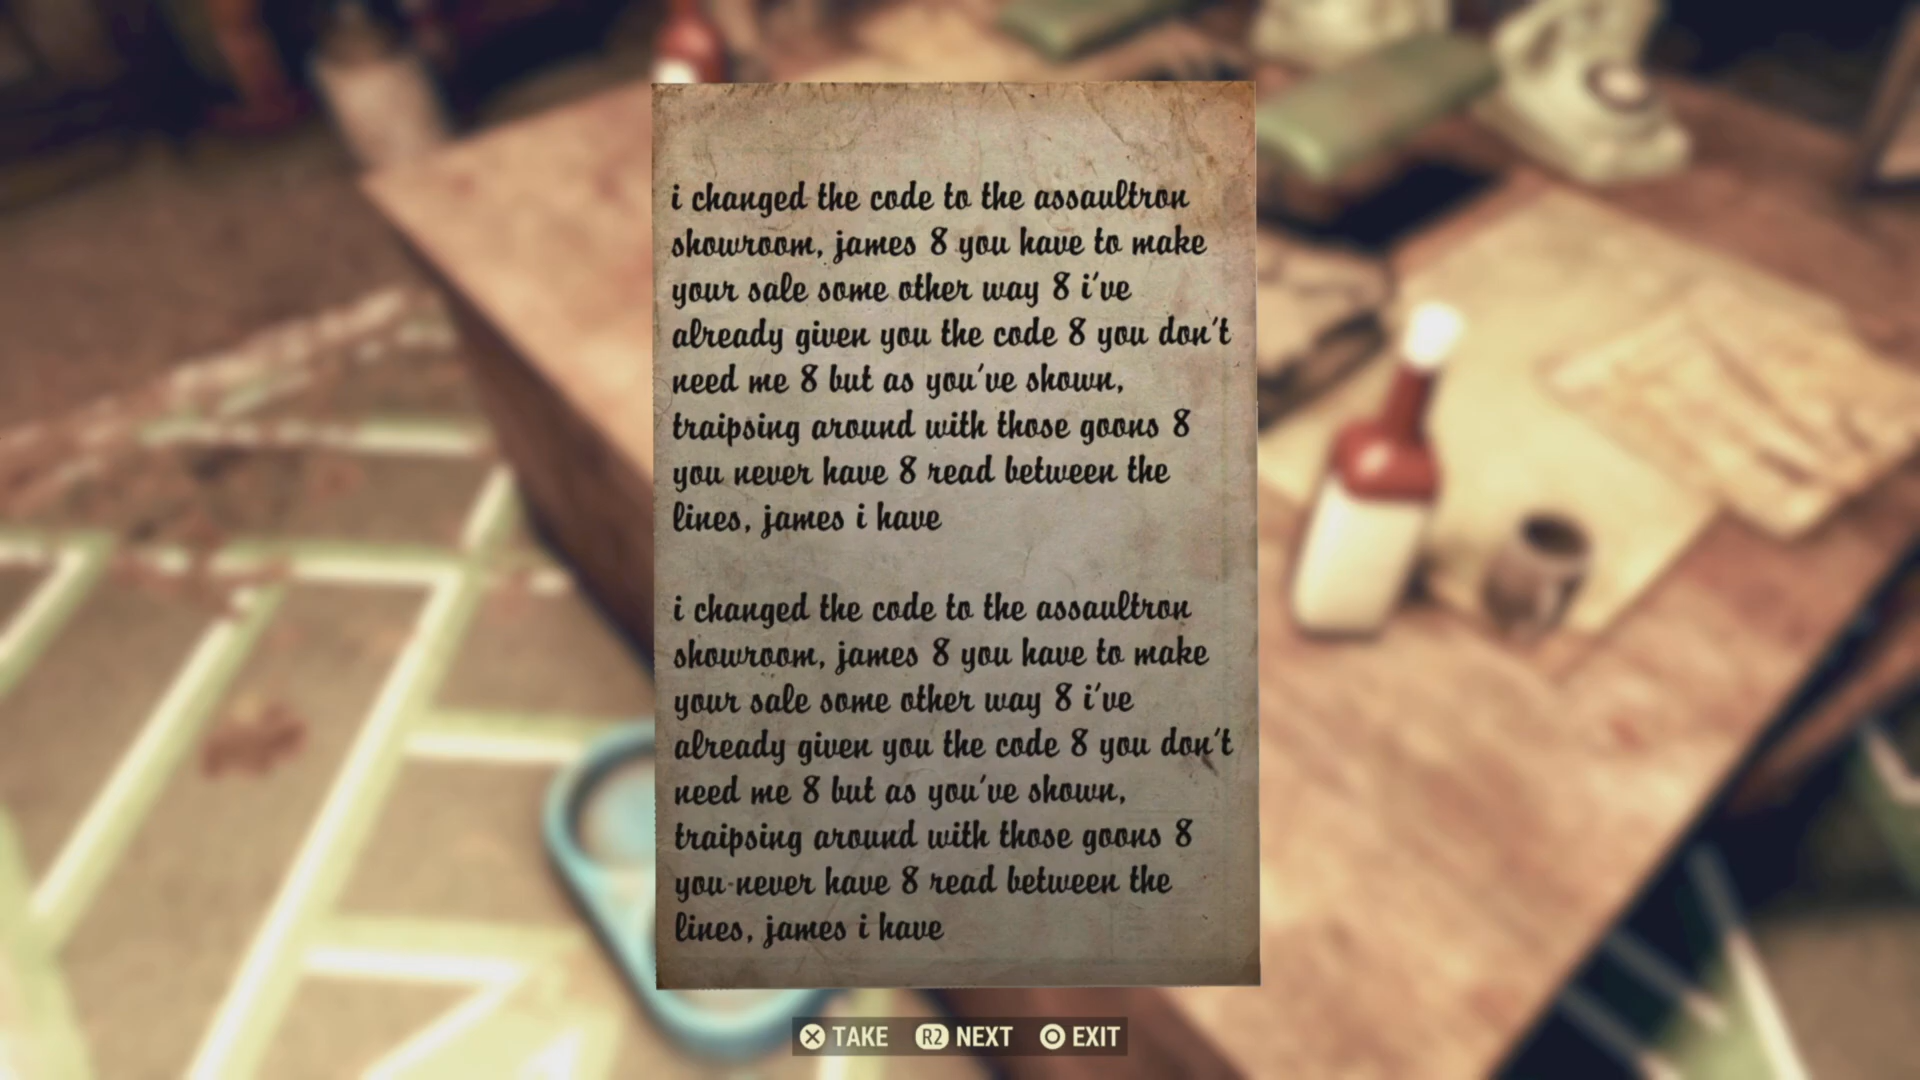 i changed the code to the assaultron
showroom, james 8 you have to make
your sale some other way 8 i've
already given you the code 8 you don't
need me 8 but as you've shown,
traipsing around with those goons 8
you never have 8 read between the
lines, james i have
i changed the code to the assaultron
showroom, james 8 you have to make
your sale some other way 8 i've
already given you the code 8 you don't
need me 8 but as you've shown,
traipsing around with those goons 8
you never have 8 read between the
lines, james i have
TAKE R2 NEXT EXIT